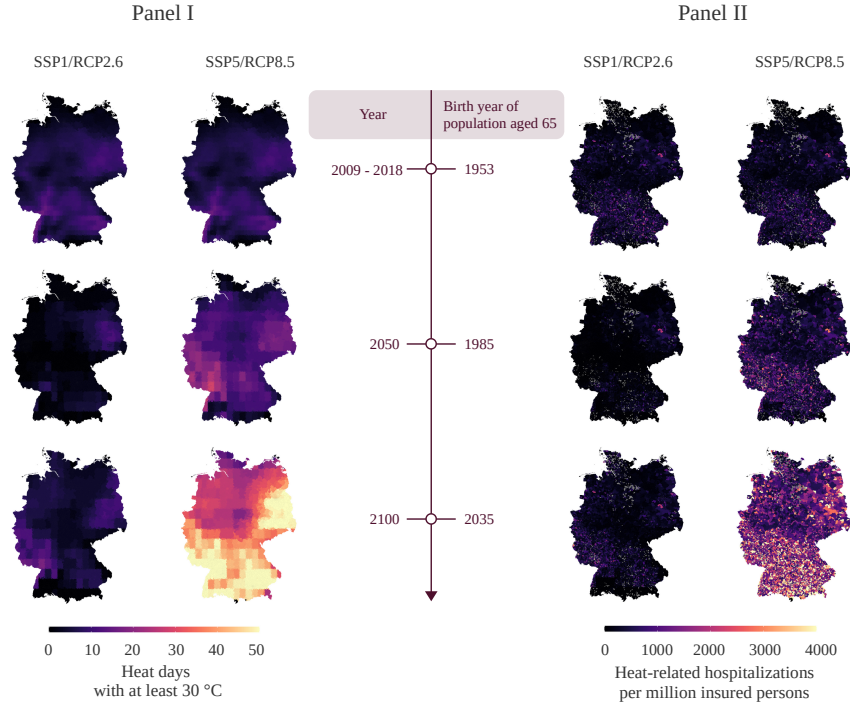 Panel I
Panel II
SSP1/RCP2.6
SSP5/RCP8.5
SSP1/RCP2.6
SSP5/RCP8.5
Year
Birth year of
population aged 65
2009 - 2018
1953
2050
1985
2100
2035
0 10 20 30 40 50
Heat days
with at least 30 °C
0 1000 2000 3000 4000
Heat-related hospitalizations
per million insured persons